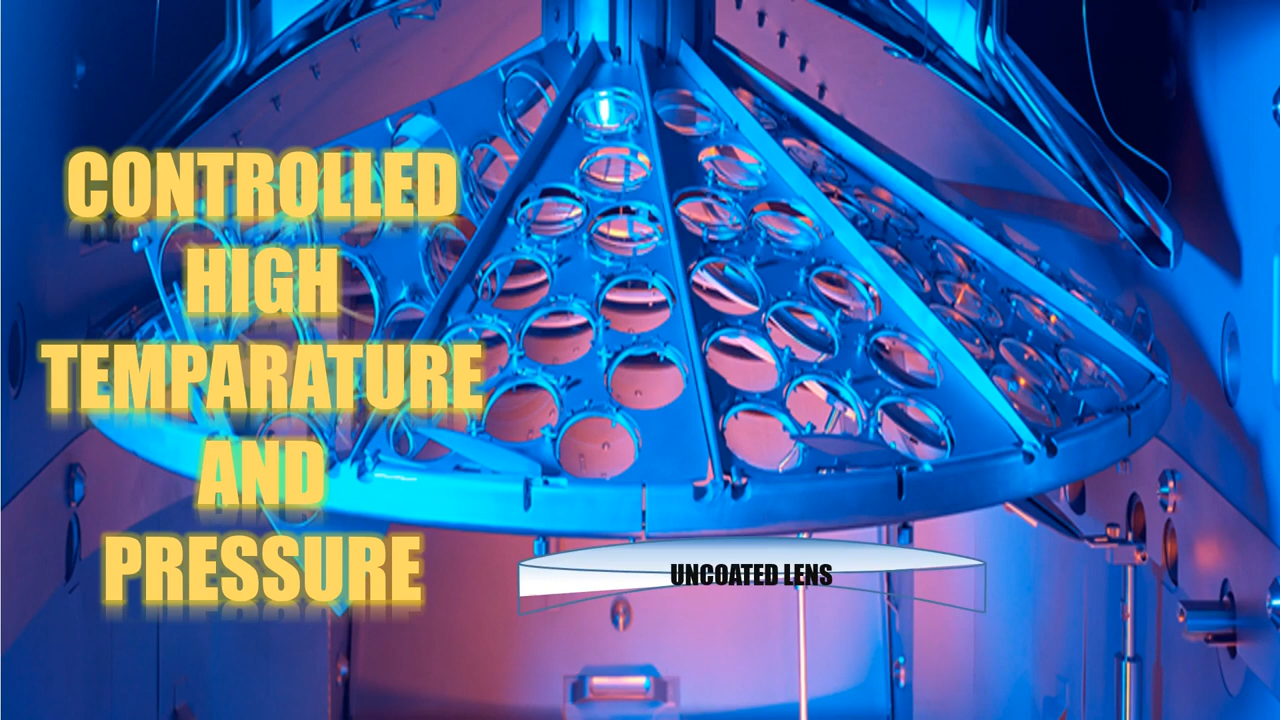 CONTROLLED
HIGH
TEMPARATURE
AND
PRESSURE
UNCOATED LENS